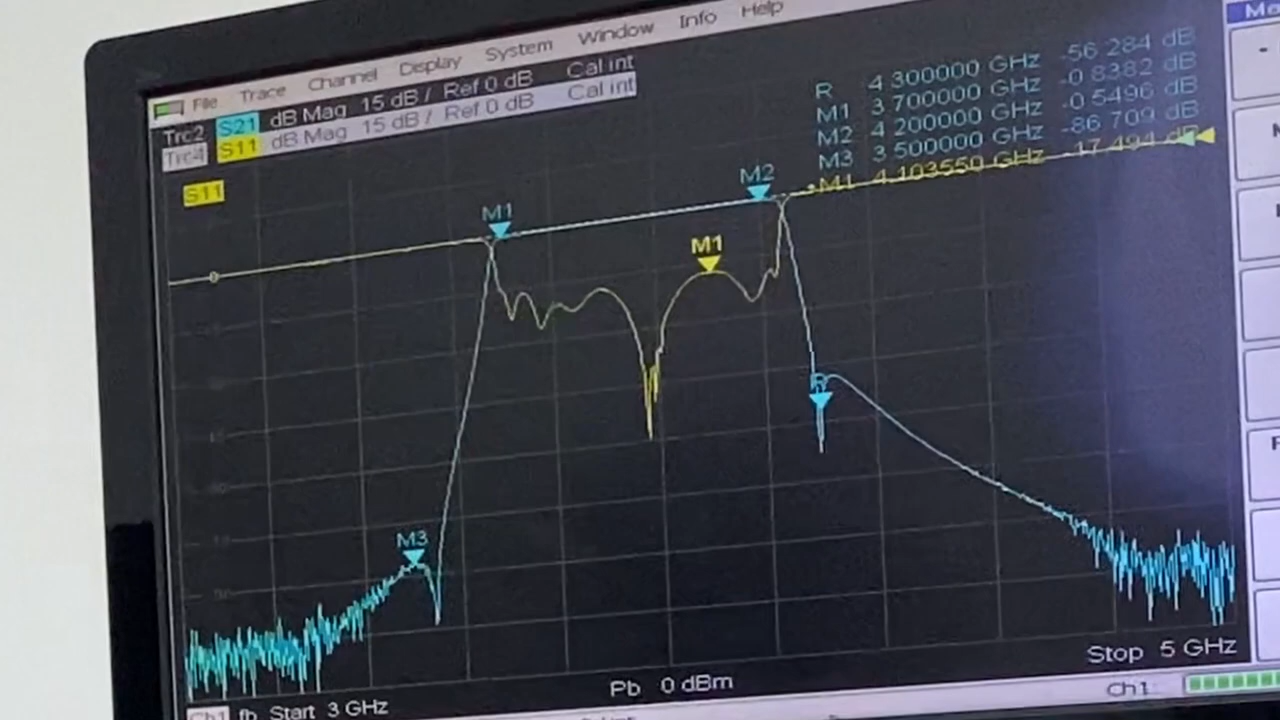 File Trace Channel Display System Window Info Help
Trc2 S21 dB Mag 15 dB / Ref 0 dB Cal int
Trc4 S11 dB Mag 15 dB / Ref 0 dB Cal int
S11
R 4.300000 GHz -56.284 dB
M1 3.700000 GHz -0.8382 dB
M2 4.200000 GHz -0.5496 dB
M3 3.500000 GHz -86.709 dB
•M1 4.103550 GHz -17.494 dB
M1
M2
M1
R
M3
0
Ch1 fb Start 3 GHz
Pb 0 dBm
Stop 5 GHz
Ch1: